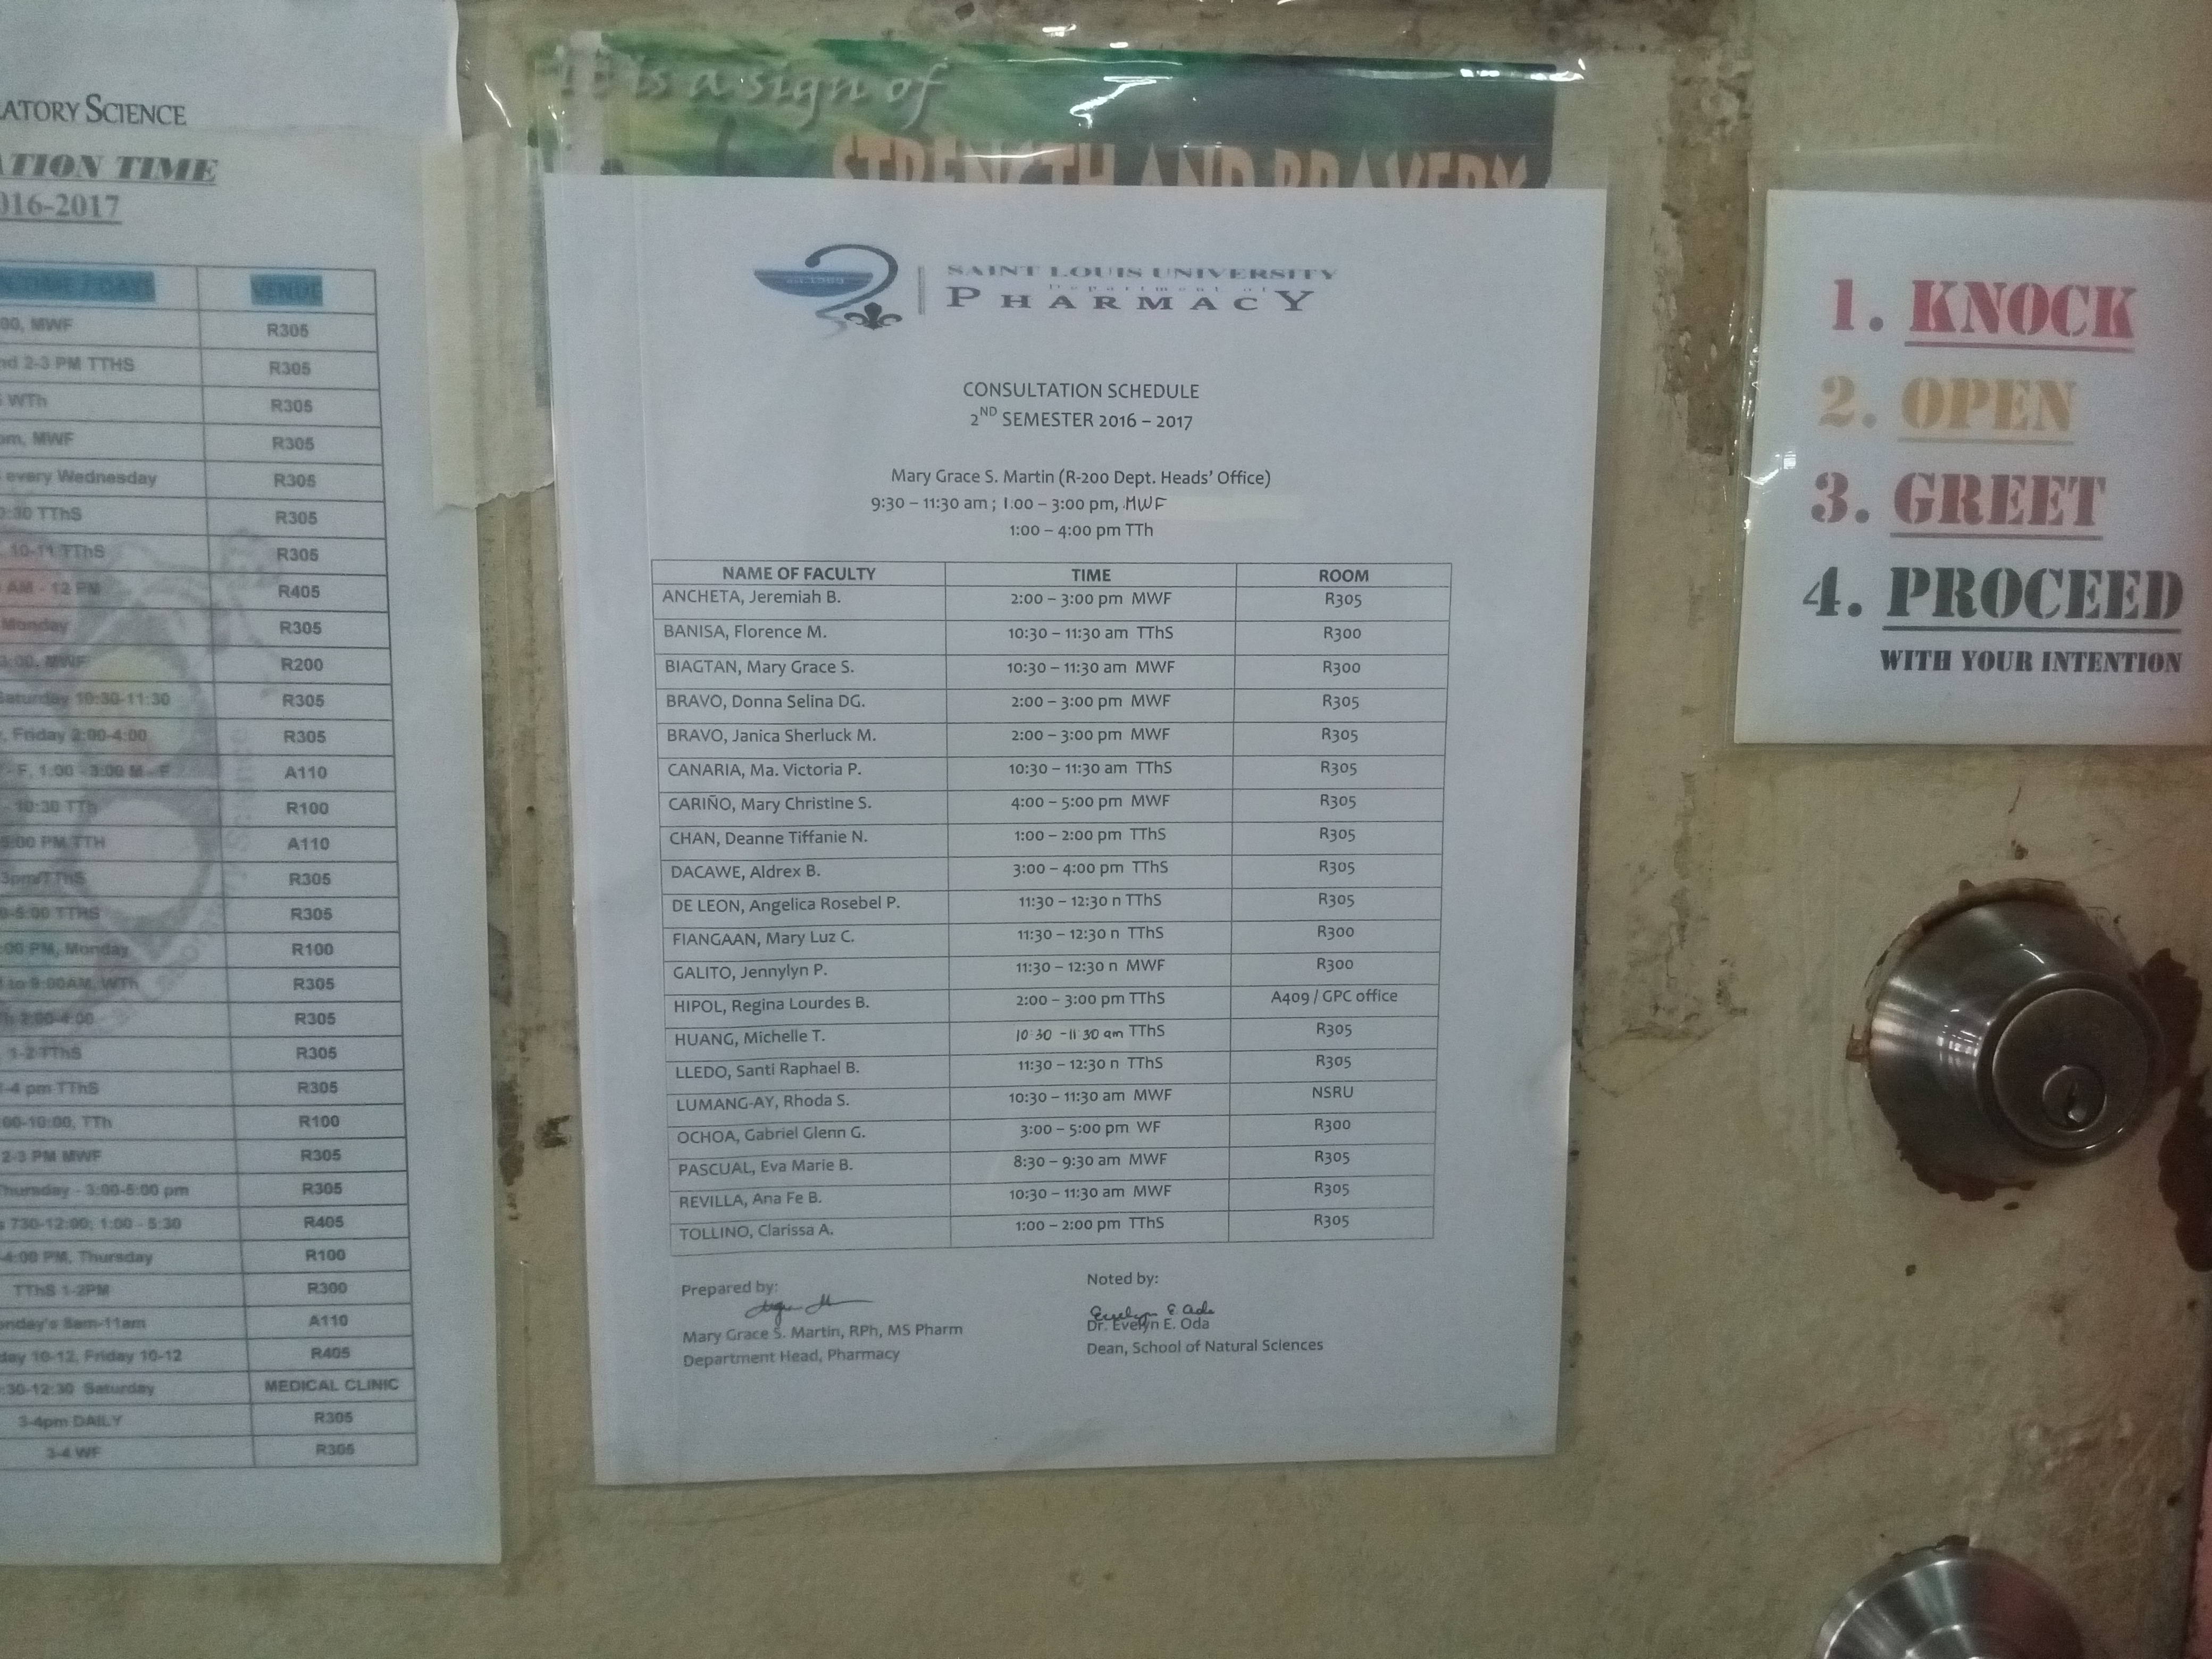 ATORY SCIENCE
ATION TIME
016-2017
VENUE
00, MWF R305
nd 2-3 PM TTHS R305
WTh R305
pm, MWF R305
every Wednesday R305
0:30 TThS R305
10-11 TThS R305
AM - 12 PM R405
Monday R305
3:00, MWF R200
Saturday 10:30-11:30 R305
, Friday 2:00-4:00 R305
- F, 1:00 - 3:00 M - F A110
- 10:30 TTh R100
5:00 PM TTH A110
3pm/TThS R305
0-5:00 TTHS R305
:00 PM, Monday R100
to 9:00AM, WTh R305
2:00-4:00 R305
1-2 TThS R305
-4 pm TThS R305
:00-10:00, TTh R100
2-3 PM MWF R305
Thursday - 3:00-5:00 pm R305
730-12:00; 1:00 - 5:30 R405
-4:00 PM, Thursday R100
TThS 1-2PM R300
onday's 8am-11am A110
day 10-12, Friday 10-12 R405
:30-12:30 Saturday MEDICAL CLINIC
3-4pm DAILY R305
3-4 WF R305
It is a sign of
STRENGTH AND BRAVERY
SAINT LOUIS UNIVERSITY
Department of
PHARMACY
CONSULTATION SCHEDULE
2ND SEMESTER 2016 – 2017
Mary Grace S. Martin (R-200 Dept. Heads' Office)
9:30 – 11:30 am ; 1:00 – 3:00 pm, MWF
1:00 – 4:00 pm TTh
NAME OF FACULTY TIME ROOM
ANCHETA, Jeremiah B. 2:00 – 3:00 pm MWF R305
BANISA, Florence M. 10:30 – 11:30 am TThS R300
BIAGTAN, Mary Grace S. 10:30 – 11:30 am MWF R300
BRAVO, Donna Selina DG. 2:00 – 3:00 pm MWF R305
BRAVO, Janica Sherluck M. 2:00 – 3:00 pm MWF R305
CANARIA, Ma. Victoria P. 10:30 – 11:30 am TThS R305
CARIÑO, Mary Christine S. 4:00 – 5:00 pm MWF R305
CHAN, Deanne Tiffanie N. 1:00 – 2:00 pm TThS R305
DACAWE, Aldrex B. 3:00 – 4:00 pm TThS R305
DE LEON, Angelica Rosebel P. 11:30 – 12:30 n TThS R305
FIANGAAN, Mary Luz C. 11:30 – 12:30 n TThS R300
GALITO, Jennylyn P. 11:30 – 12:30 n MWF R300
HIPOL, Regina Lourdes B. 2:00 – 3:00 pm TThS A409 / GPC office
HUANG, Michelle T. 10:30 - 11:30 am TThS R305
LLEDO, Santi Raphael B. 11:30 – 12:30 n TThS R305
LUMANG-AY, Rhoda S. 10:30 – 11:30 am MWF NSRU
OCHOA, Gabriel Glenn G. 3:00 – 5:00 pm WF R300
PASCUAL, Eva Marie B. 8:30 – 9:30 am MWF R305
REVILLA, Ana Fe B. 10:30 – 11:30 am MWF R305
TOLLINO, Clarissa A. 1:00 – 2:00 pm TThS R305
Prepared by: Noted by:
Evelyn E Oda
Mary Grace S. Martin, RPh, MS Pharm Dr. Evelyn E. Oda
Department Head, Pharmacy Dean, School of Natural Sciences
1. KNOCK
2. OPEN
3. GREET
4. PROCEED
WITH YOUR INTENTION